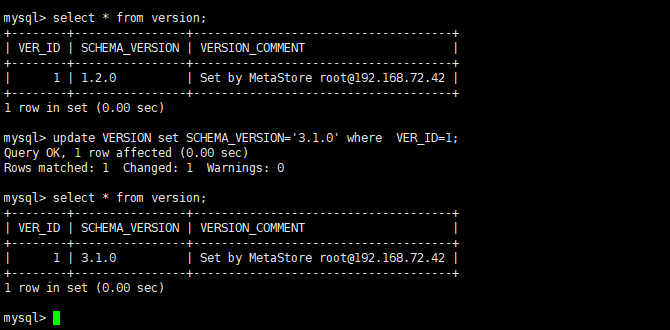 mysql> select * from version;
+--------+----------------+------------------------------------+
| VER_ID | SCHEMA_VERSION | VERSION_COMMENT                    |
+--------+----------------+------------------------------------+
|      1 | 1.2.0          | Set by MetaStore root@192.168.72.42 |
+--------+----------------+------------------------------------+
1 row in set (0.00 sec)

mysql> update VERSION set SCHEMA_VERSION='3.1.0' where  VER_ID=1;
Query OK, 1 row affected (0.00 sec)
Rows matched: 1  Changed: 1  Warnings: 0

mysql> select * from version;
+--------+----------------+------------------------------------+
| VER_ID | SCHEMA_VERSION | VERSION_COMMENT                    |
+--------+----------------+------------------------------------+
|      1 | 3.1.0          | Set by MetaStore root@192.168.72.42 |
+--------+----------------+------------------------------------+
1 row in set (0.00 sec)

mysql>